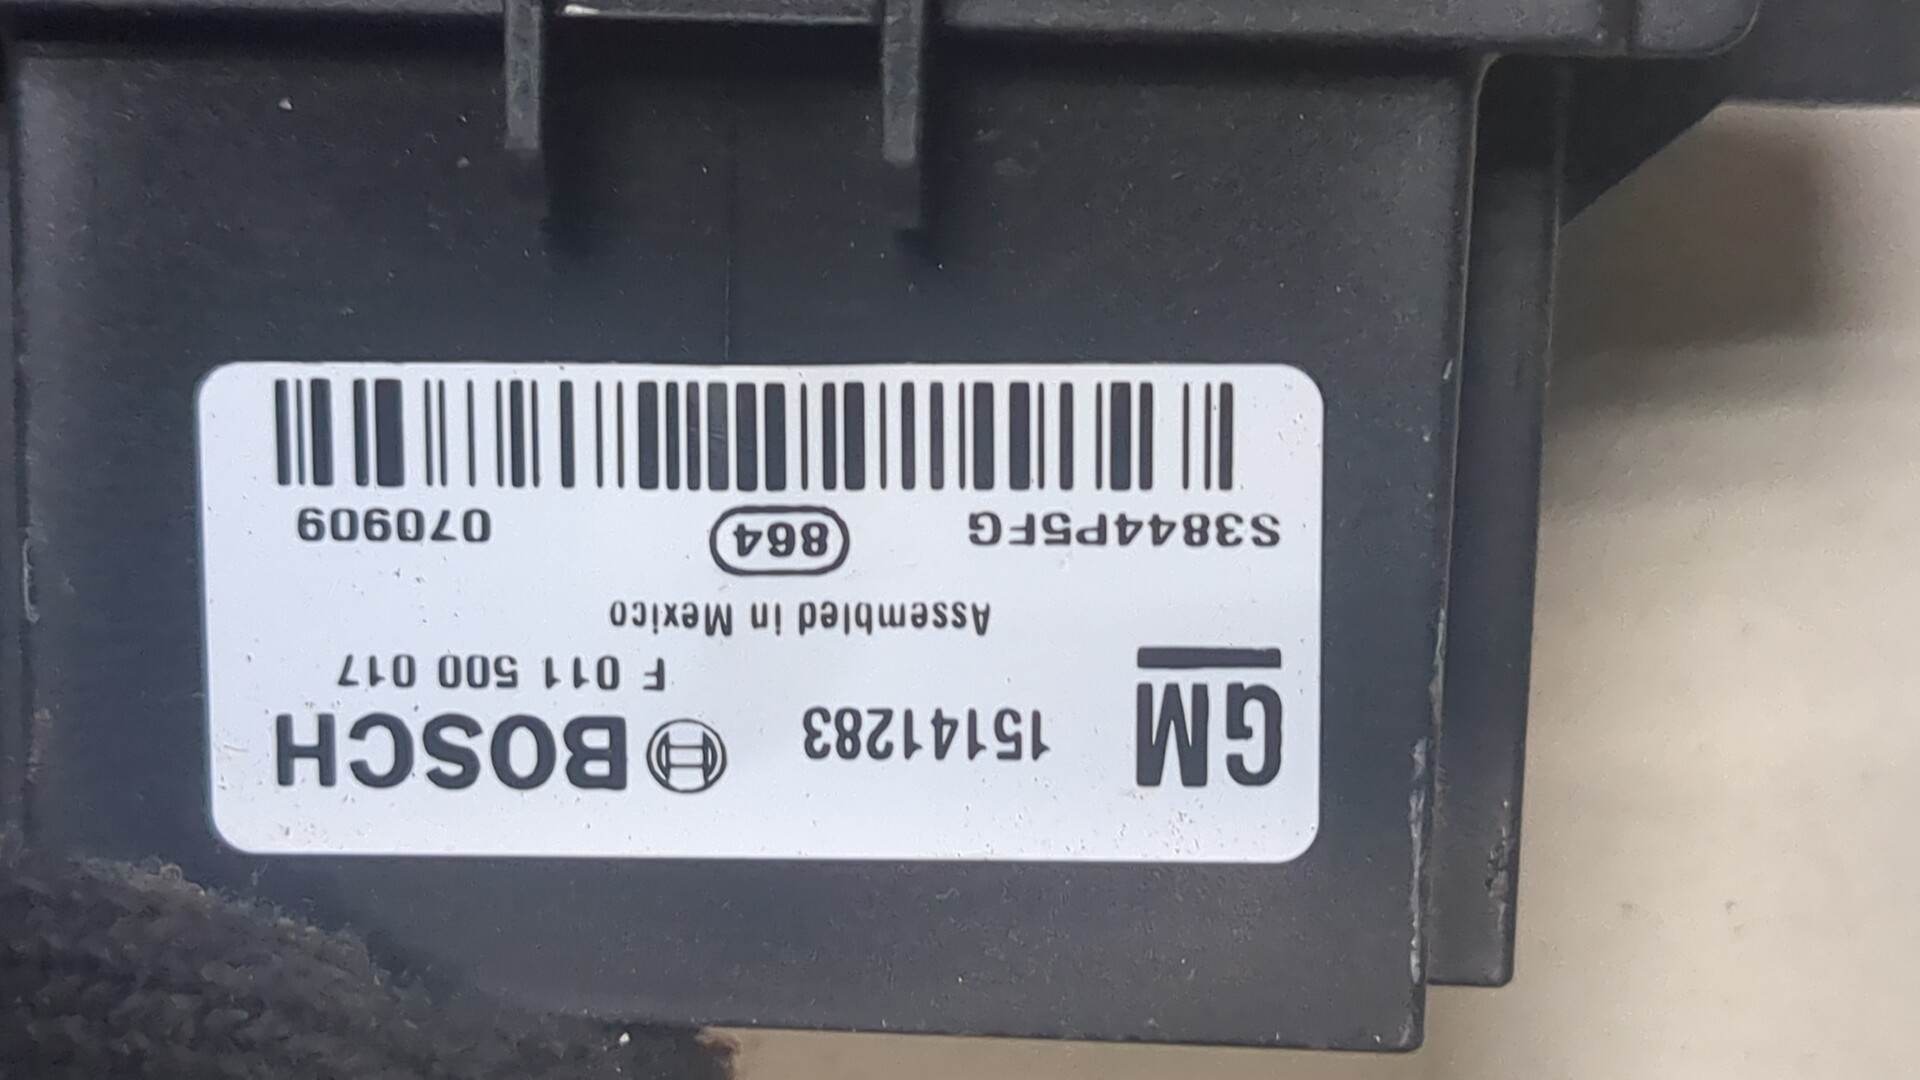 GM 15141283 BOSCH
F 011 500 017
Assembled in Mexico
S3844P5FG 864 070909